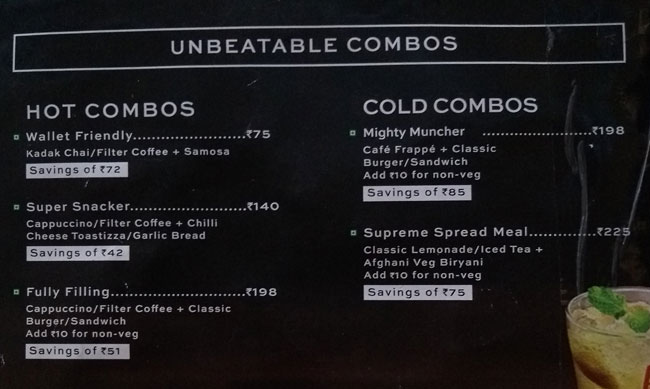 UNBEATABLE COMBOS
HOT COMBOS
Wallet Friendly.......................₹75
Kadak Chai/Filter Coffee + Samosa
Savings of ₹72
Super Snacker........................₹140
Cappuccino/Filter Coffee + Chilli
Cheese Toastizza/Garlic Bread
Savings of ₹42
Fully Filling............................₹198
Cappuccino/Filter Coffee + Classic
Burger/Sandwich
Add ₹10 for non-veg
Savings of ₹51
COLD COMBOS
Mighty Muncher ......................₹198
Café Frappé + Classic
Burger/Sandwich
Add ₹10 for non-veg
Savings of ₹85
Supreme Spread Meal..............₹225
Classic Lemonade/Iced Tea +
Afghani Veg Biryani
Add ₹10 for non-veg
Savings of ₹75